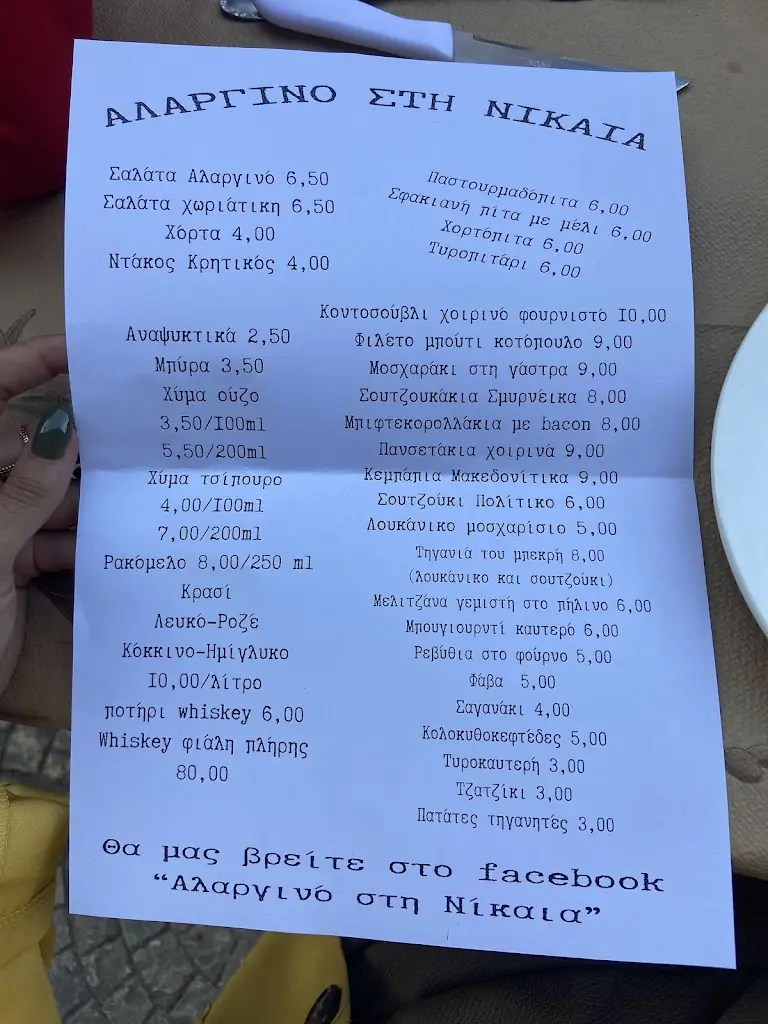 ΑΛΑΡΓΙΝΟ ΣΤΗ ΝΙΚΑΙΑ
Σαλάτα Αλαργινό 6,50
Σαλάτα χωριάτικη 6,50
Χόρτα 4,00
Ντάκος Κρητικός 4,00
Παστουρμαδόπιτα 6,00
Σφακιανή πίτα με μέλι 6,00
Χορτόπιτα 6,00
Τυροπιτάρι 6,00
Αναψυκτικά 2,50
Μπύρα 3,50
Χύμα ούζο
3,50/100ml
5,50/200ml
Χύμα τσίπουρο
4,00/100ml
7,00/200ml
Ρακόμελο 8,00/250 ml
Κρασί
Λευκό-Ροζέ
Κόκκινο-Ημίγλυκο
10,00/λίτρο
ποτήρι whiskey 6,00
Whiskey φιάλη πλήρης
80,00
Κοντοσούβλι χοιρινό φουρνιστό 10,00
Φιλέτο μπούτι κοτόπουλο 9,00
Μοσχαράκι στη γάστρα 9,00
Σουτζουκάκια Σμυρνέικα 8,00
Μπιφτεκορολλάκια με bacon 8,00
Πανσετάκια χοιρινά 9,00
Κεμπάπια Μακεδονίτικα 9,00
Σουτζούκι Πολίτικο 6,00
Λουκάνικο μοσχαρίσιο 5,00
Τηγανιά του μπεκρή 8,00
(λουκάνικο και σουτζούκι)
Μελιτζάνα γεμιστή στο πήλινο 6,00
Μπουγιουρντί καυτερό 6,00
Ρεβύθια στο φούρνο 5,00
Φάβα 5,00
Σαγανάκι 4,00
Κολοκυθοκεφτέδες 5,00
Τυροκαυτερή 3,00
Τζατζίκι 3,00
Πατάτες τηγανητές 3,00
Θα μας βρείτε στο facebook
“Αλαργινό στη Νίκαια”